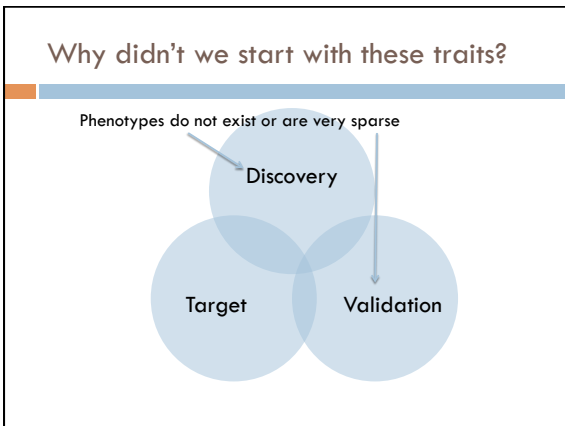 Why didn't we start with these traits?
Phenotypes do not exist or are very sparse
Discovery
Target
Validation